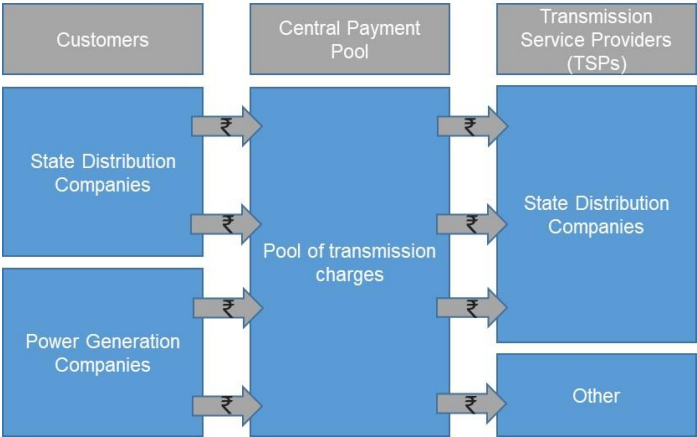 Customers
Central Payment
Pool
Transmission
Service Providers
(TSPs)
State Distribution
Companies
₹
₹
Power Generation
Companies
₹
₹
Pool of transmission
charges
₹
₹
₹
₹
State Distribution
Companies
Other